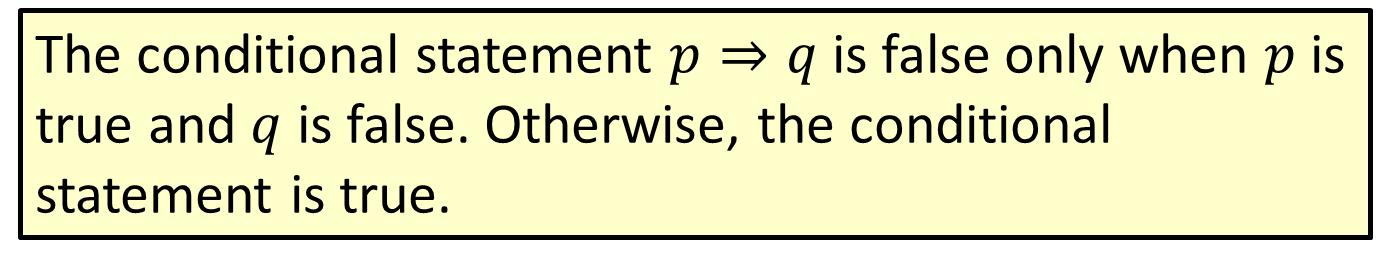 The conditional statement 𝑝 ⇒ 𝑞 is false only when 𝑝 is
true and 𝑞 is false. Otherwise, the conditional
statement is true.